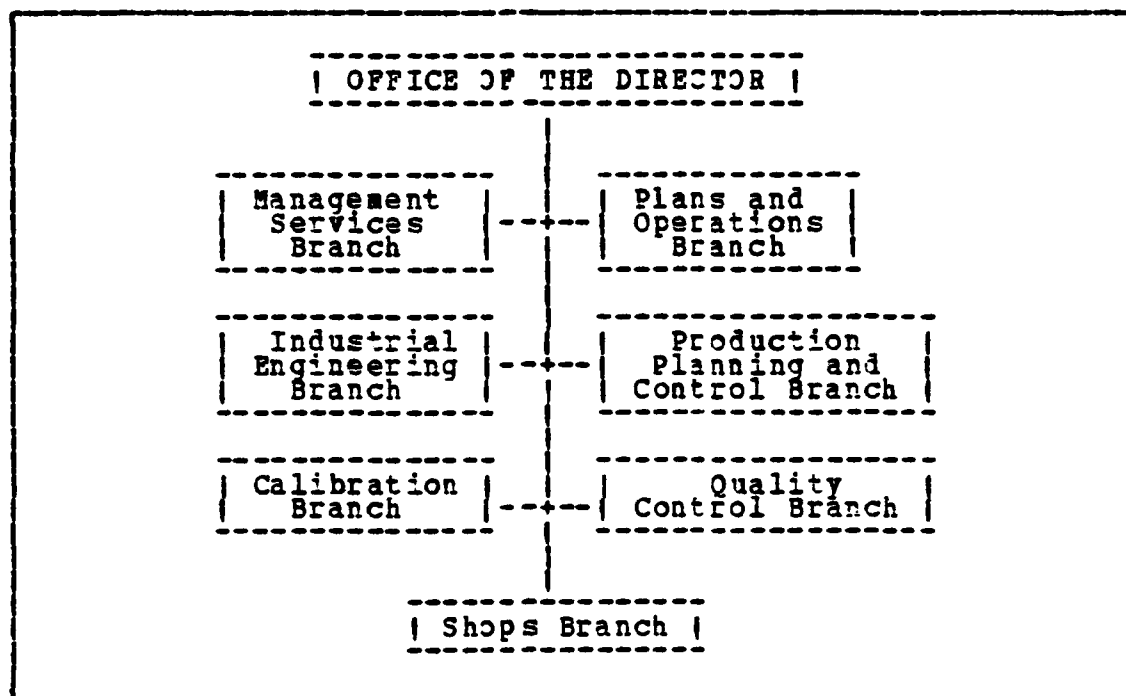 OFFICE OF THE DIRECTOR
Management
Services
Branch
Plans and
Operations
Branch
Industrial
Engineering
Branch
Production
Planning and
Control Branch
Calibration
Branch
Quality
Control Branch
Shops Branch